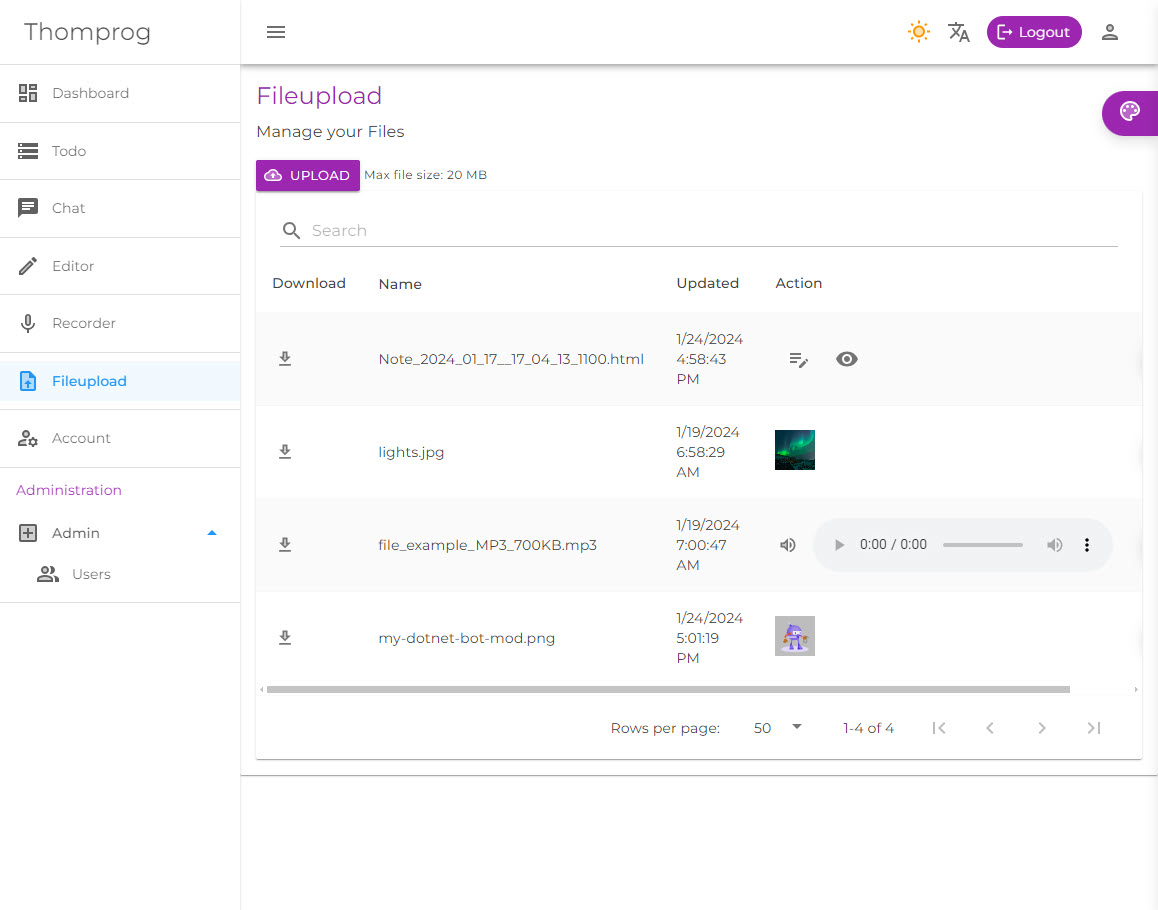 Thomprog
Logout
Dashboard
Todo
Chat
Editor
Recorder
Fileupload
Account
Administration
Admin
Users
Fileupload
Manage your Files
UPLOAD Max file size: 20 MB
Search
Download Name Updated Action
Note_2024_01_17__17_04_13_1100.html
1/24/2024
4:58:43
PM
lights.jpg
1/19/2024
6:58:29
AM
file_example_MP3_700KB.mp3
1/19/2024
7:00:47
AM
0:00 / 0:00
my-dotnet-bot-mod.png
1/24/2024
5:01:19
PM
Rows per page: 50 1-4 of 4